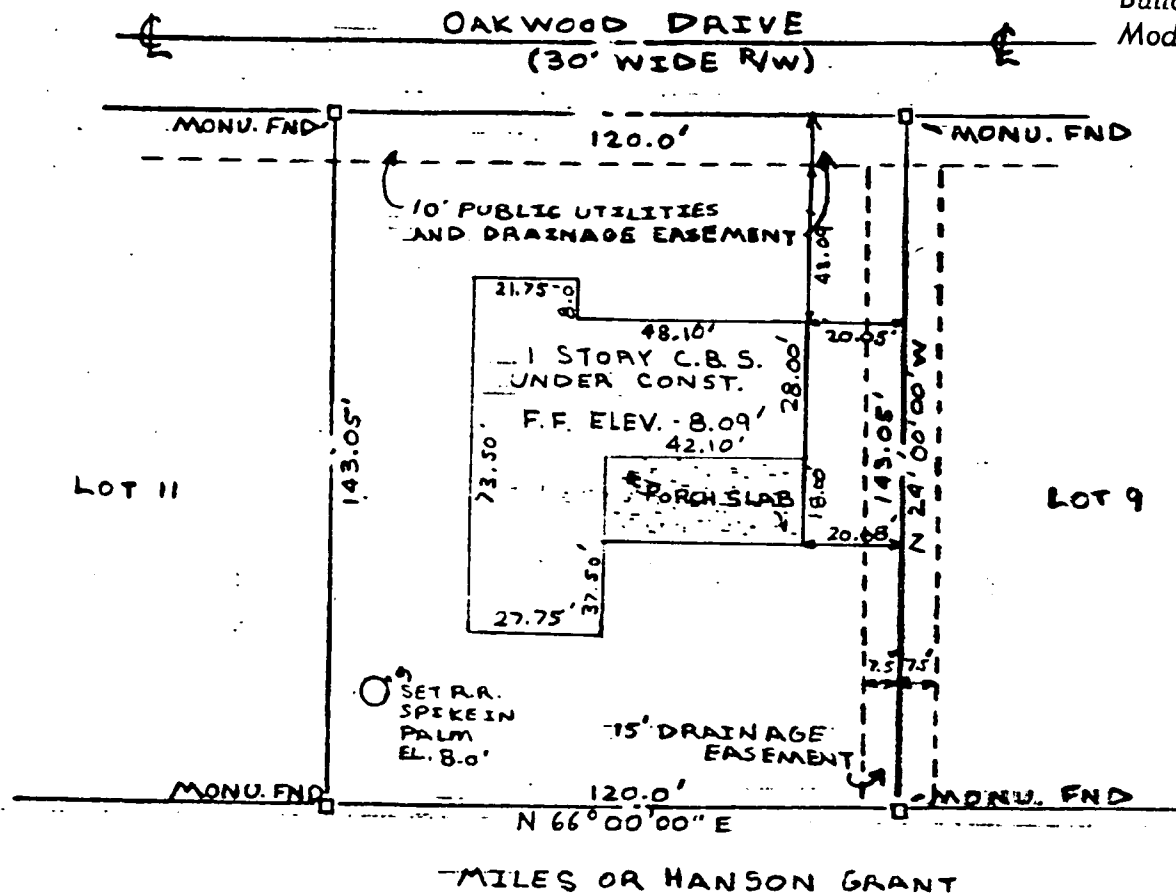 OAKWOOD DRIVE
(30' WIDE R/W)
MONU. FND
120.0'
MONU. FND
10' PUBLIC UTILITIES
AND DRAINAGE EASEMENT
21.75
8.0
48.10'
20.05'
1 STORY C.B.S.
UNDER CONST.
F.F. ELEV. - 8.09'
28.00'
42.10'
PORCH SLAB
18.00'
20.08'
73.50'
37.50'
27.75'
143.05'
143.05'
N 24°00'00" W
LOT 11
LOT 9
7.5'
7.5'
SET R.R.
SPIKE IN
PALM
EL. 8.0'
15' DRAINAGE
EASEMENT
MONU. FND
120.0'
MONU. FND
N 66°00'00" E
MILES OR HANSON GRANT